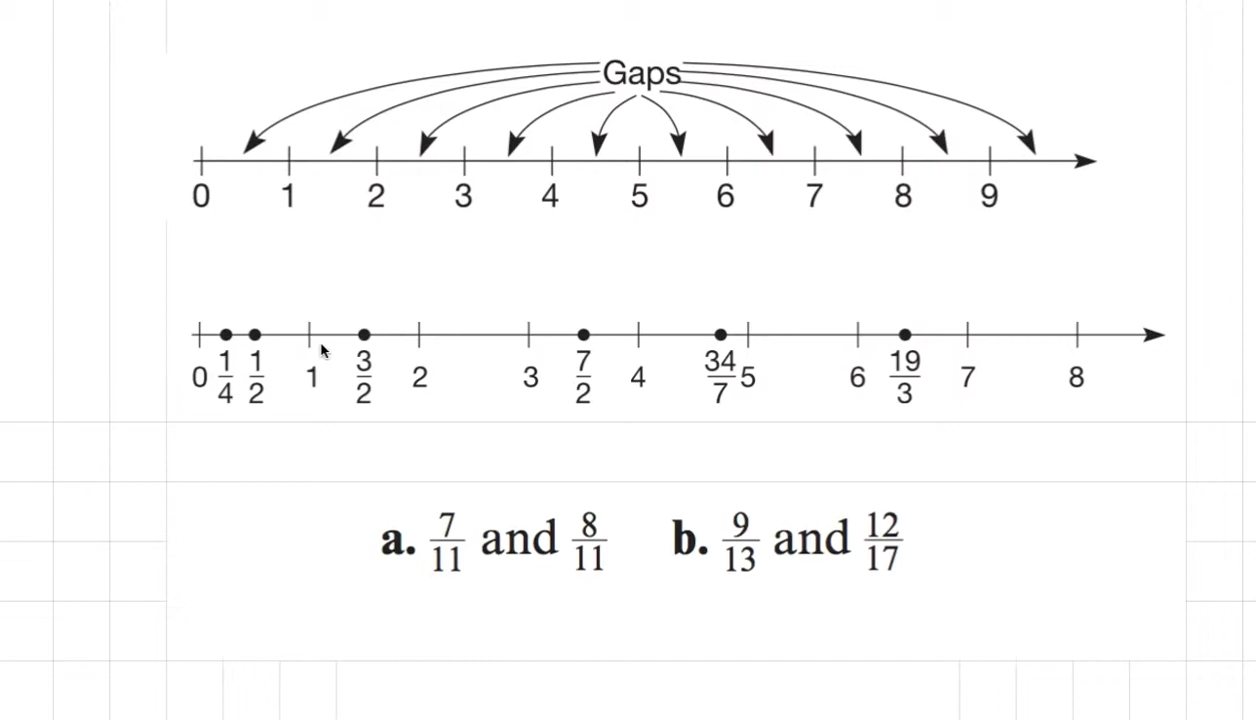 Gaps
0 1 2 3 4 5 6 7 8 9
0 1/4 1/2 1 3/2 2 3 7/2 4 34/7 5 6 19/3 7 8
a. 7/11 and 8/11 b. 9/13 and 12/17